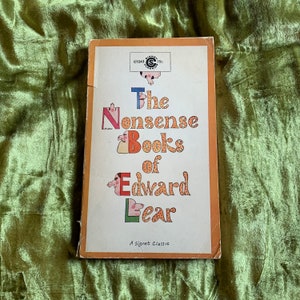 The
Nonsense
Books
of
Edward
Lear
A Signet Classic